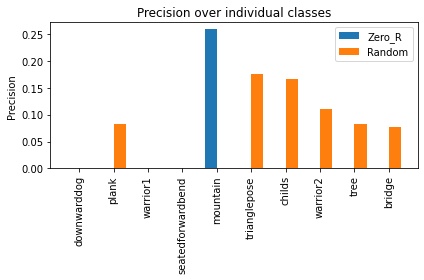 Precision over individual classes
Zero_R
Random
Precision
0.25
0.20
0.15
0.10
0.05
0.00
downwarddog
plank
warrior1
seatedforwardbend
mountain
trianglepose
childs
warrior2
tree
bridge